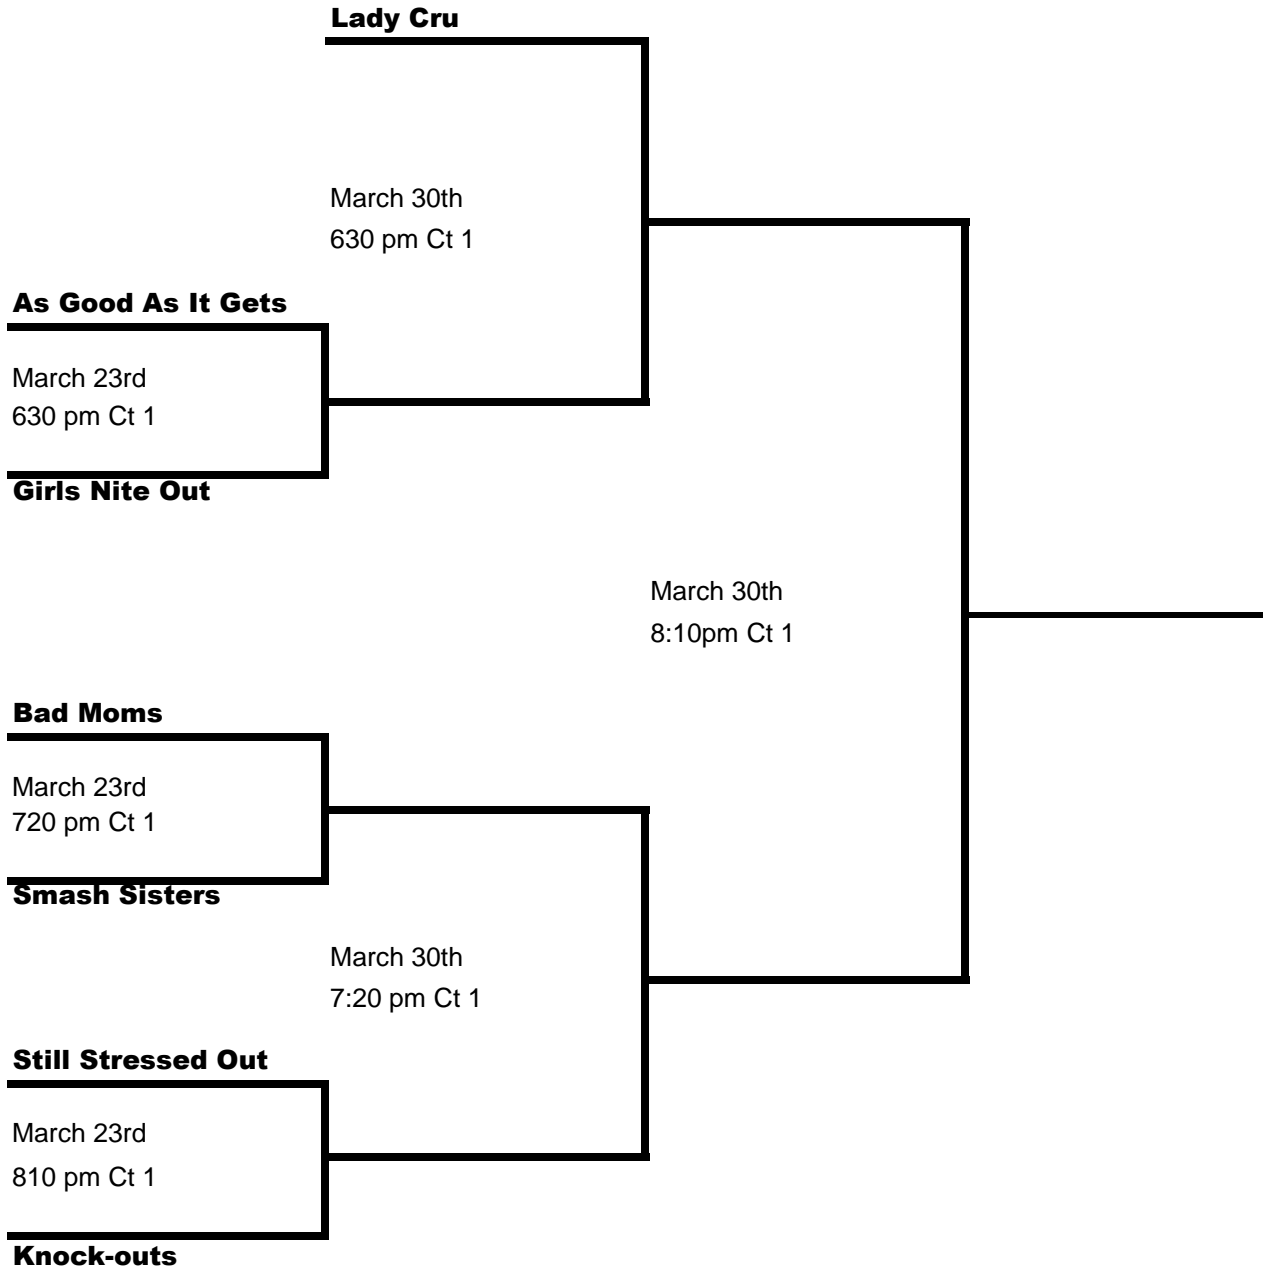 Lady Cru
March 30th
630 pm Ct 1
As Good As It Gets
March 23rd
630 pm Ct 1
Girls Nite Out
March 30th
8:10pm Ct 1
Bad Moms
March 23rd
720 pm Ct 1
Smash Sisters
March 30th
7:20 pm Ct 1
Still Stressed Out
March 23rd
810 pm Ct 1
Knock-outs